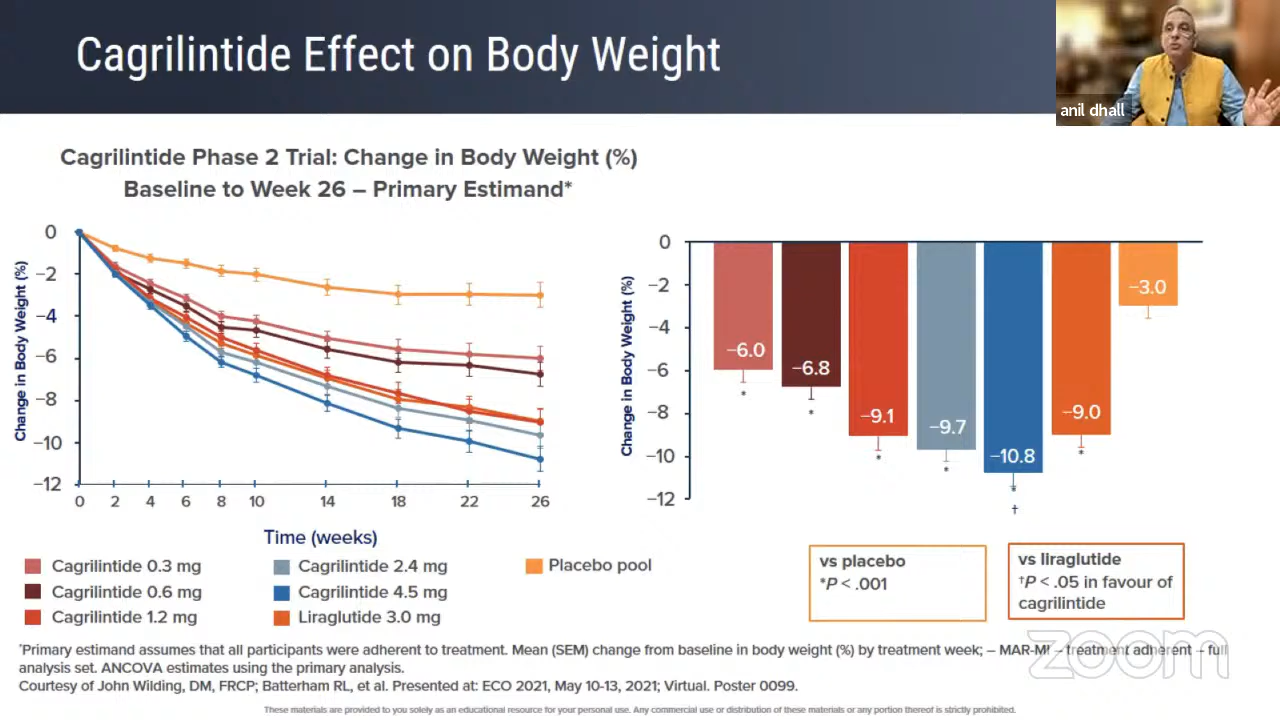 Cagrilintide Effect on Body Weight
anil dhall
Cagrilintide Phase 2 Trial: Change in Body Weight (%)
Baseline to Week 26 – Primary Estimand*
Change in Body Weight (%)
0
−2
−4
−6
−8
−10
−12
0 2 4 6 8 10 14 18 22 26
Time (weeks)
Change in Body Weight (%)
0
−2
−4
−6
−8
−10
−12
−6.0
*
−6.8
*
−9.1
*
−9.7
*
−10.8
*
†
−9.0
*
−3.0
Cagrilintide 0.3 mg
Cagrilintide 0.6 mg
Cagrilintide 1.2 mg
Cagrilintide 2.4 mg
Cagrilintide 4.5 mg
Liraglutide 3.0 mg
Placebo pool
vs placebo
*P < .001
vs liraglutide
†P < .05 in favour of
cagrilintide
*Primary estimand assumes that all participants were adherent to treatment. Mean (SEM) change from baseline in body weight (%) by treatment week; – MAR-MI – treatment adherent – full
analysis set. ANCOVA estimates using the primary analysis.
Courtesy of John Wilding, DM, FRCP; Batterham RL, et al. Presented at: ECO 2021, May 10-13, 2021; Virtual. Poster 0099.
zoom
These materials are provided to you solely as an educational resource for your personal use. Any commercial use or distribution of these materials or any portion thereof is strictly prohibited.